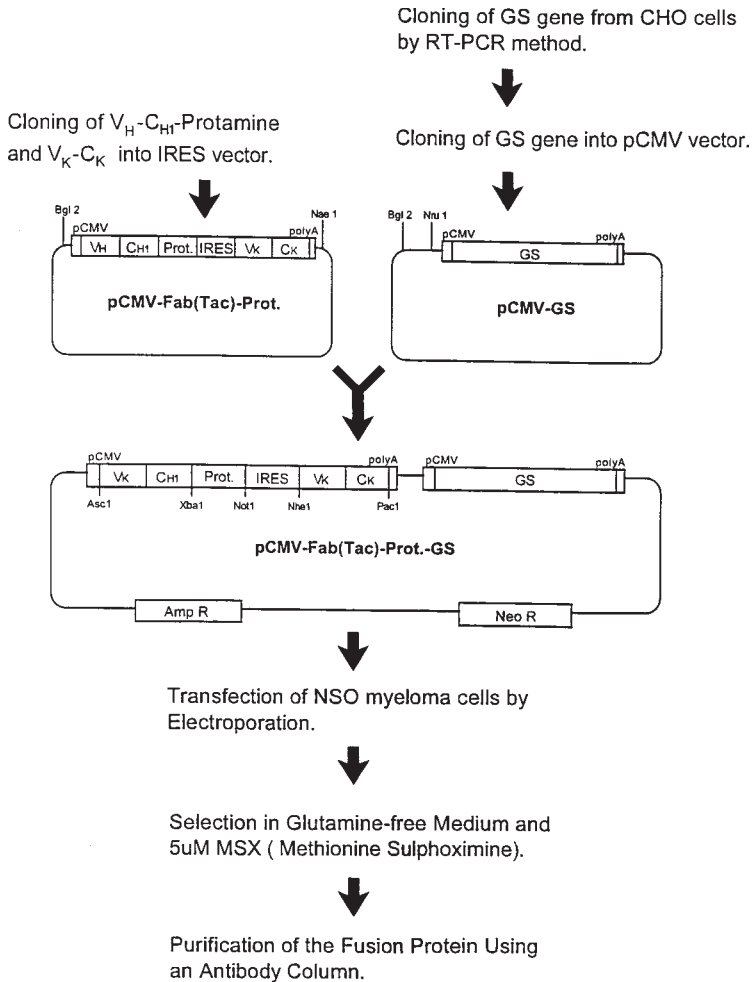 Cloning of GS gene from CHO cells
by RT-PCR method.
Cloning of VH-CH1-Protamine
and VK-CK into IRES vector.
Cloning of GS gene into pCMV vector.
Bgl 2
pCMV
polyA
Nae 1
VH CH1 Prot. IRES VK CK
pCMV-Fab(Tac)-Prot.
Bgl 2
Nru 1
pCMV
polyA
GS
pCMV-GS
pCMV
polyA
pCMV
polyA
VK CH1 Prot. IRES VK CK
GS
Asc1 Xba1 Not1 Nhe1 Pac1
pCMV-Fab(Tac)-Prot.-GS
Amp R
Neo R
Transfection of NSO myeloma cells by
Electroporation.
Selection in Glutamine-free Medium and
5uM MSX ( Methionine Sulphoximine).
Purification of the Fusion Protein Using
an Antibody Column.